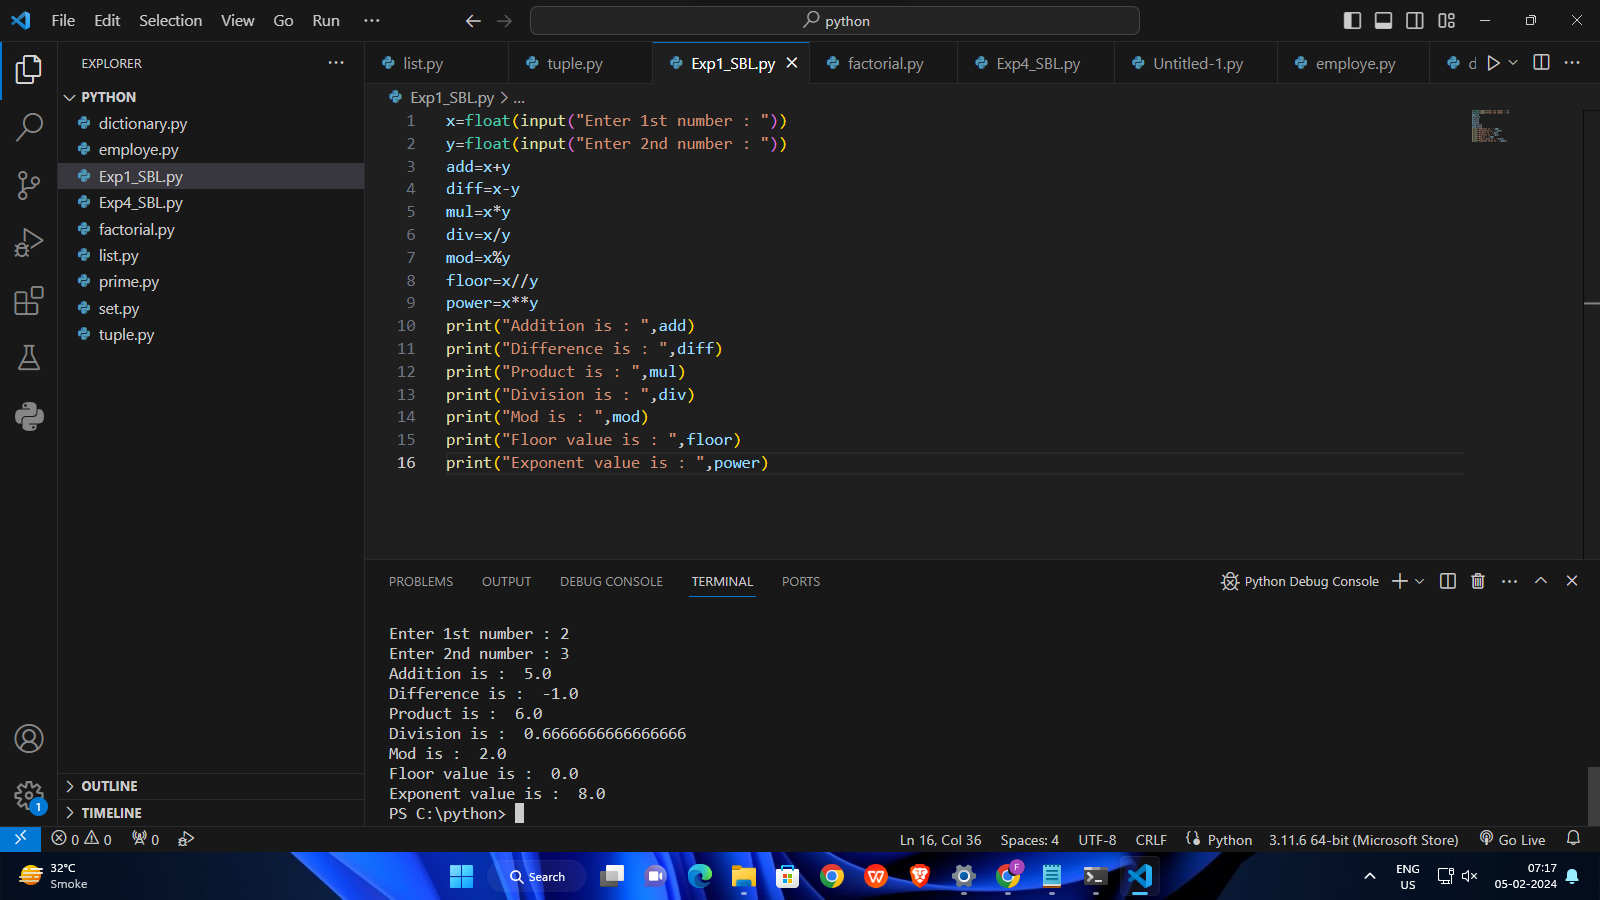 File Edit Selection View Go Run ··· python
EXPLORER ···
PYTHON
dictionary.py
employe.py
Exp1_SBL.py
Exp4_SBL.py
factorial.py
list.py
prime.py
set.py
tuple.py
OUTLINE
TIMELINE
list.py tuple.py Exp1_SBL.py factorial.py Exp4_SBL.py Untitled-1.py employe.py d ···
Exp1_SBL.py > ...
1 x=float(input("Enter 1st number : "))
2 y=float(input("Enter 2nd number : "))
3 add=x+y
4 diff=x-y
5 mul=x*y
6 div=x/y
7 mod=x%y
8 floor=x//y
9 power=x**y
10 print("Addition is : ",add)
11 print("Difference is : ",diff)
12 print("Product is : ",mul)
13 print("Division is : ",div)
14 print("Mod is : ",mod)
15 print("Floor value is : ",floor)
16 print("Exponent value is : ",power)
PROBLEMS OUTPUT DEBUG CONSOLE TERMINAL PORTS Python Debug Console ···
Enter 1st number : 2
Enter 2nd number : 3
Addition is :  5.0
Difference is :  -1.0
Product is :  6.0
Division is :  0.6666666666666666
Mod is :  2.0
Floor value is :  0.0
Exponent value is :  8.0
PS C:\python>
1
0 0 0 Ln 16, Col 36 Spaces: 4 UTF-8 CRLF Python 3.11.6 64-bit (Microsoft Store) Go Live
32°C
Smoke
Search
W
F
ENG
US
07:17
05-02-2024